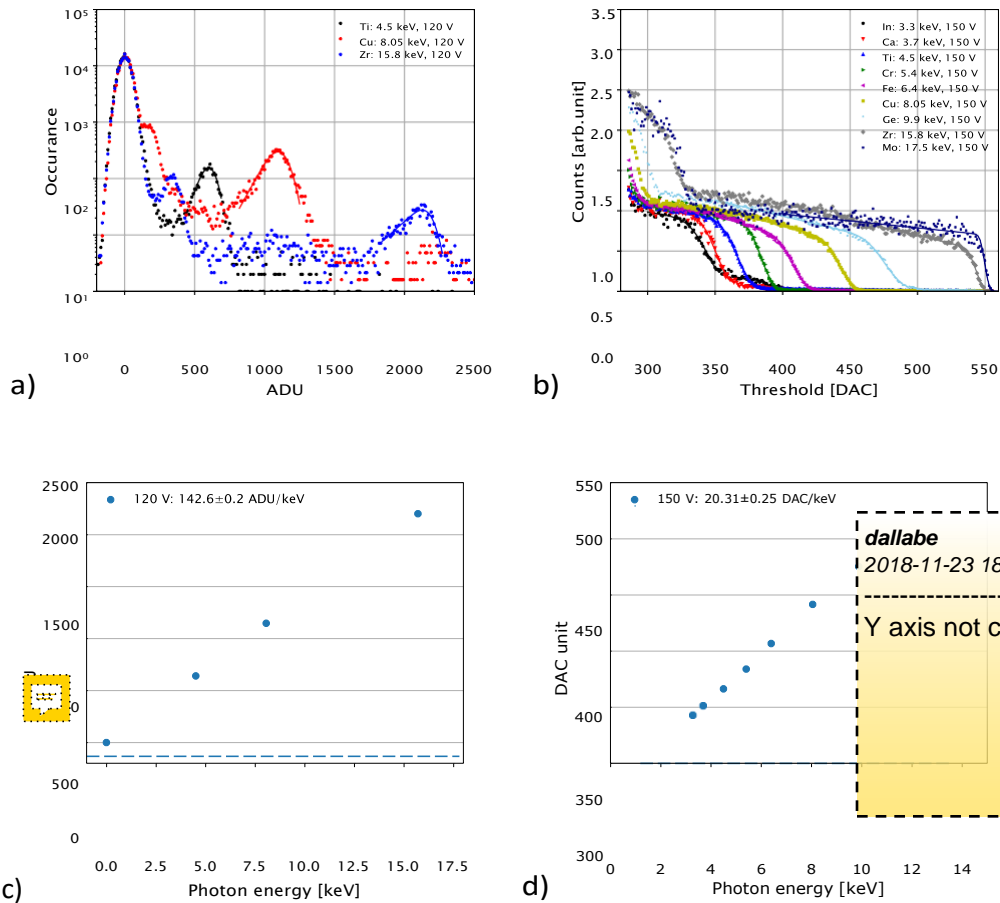 10⁵
10⁴
10³
10²
10¹
10⁰
Occurance
Ti: 4.5 keV, 120 V
Cu: 8.05 keV, 120 V
Zr: 15.8 keV, 120 V
0 500 1000 1500 2000 2500
ADU
a)
3.5
3.0
2.5
2.0
1.5
1.0
0.5
0.0
Counts [arb.unit]
In: 3.3 keV, 150 V
Ca: 3.7 keV, 150 V
Ti: 4.5 keV, 150 V
Cr: 5.4 keV, 150 V
Fe: 6.4 keV, 150 V
Cu: 8.05 keV, 150 V
Ge: 9.9 keV, 150 V
Zr: 15.8 keV, 150 V
Mo: 17.5 keV, 150 V
300 350 400 450 500 550
Threshold [DAC]
b)
2500
2000
1500
0
500
0
120 V: 142.6±0.2 ADU/keV
0.0 2.5 5.0 7.5 10.0 12.5 15.0 17.5
Photon energy [keV]
c)
550
500
450
400
350
300
DAC unit
150 V: 20.31±0.25 DAC/keV
dallabe
2018-11-23 18
Y axis not c
0 2 4 6 8 10 12 14
Photon energy [keV]
d)